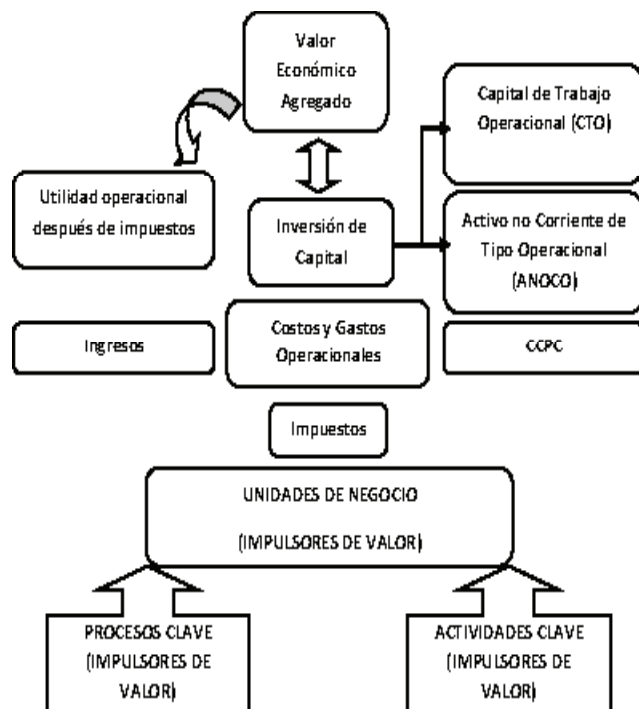 Valor
Económico
Agregado
Capital de Trabajo
Operacional (CTO)
Utilidad operacional
después de impuestos
Inversión de
Capital
Activo no Corriente de
Tipo Operacional
(ANOCO)
Ingresos
Costos y Gastos
Operacionales
CCPC
Impuestos
UNIDADES DE NEGOCIO
(IMPULSORES DE VALOR)
PROCESOS CLAVE
(IMPULSORES DE
VALOR)
ACTIVIDADES CLAVE
(IMPULSORES DE
VALOR)